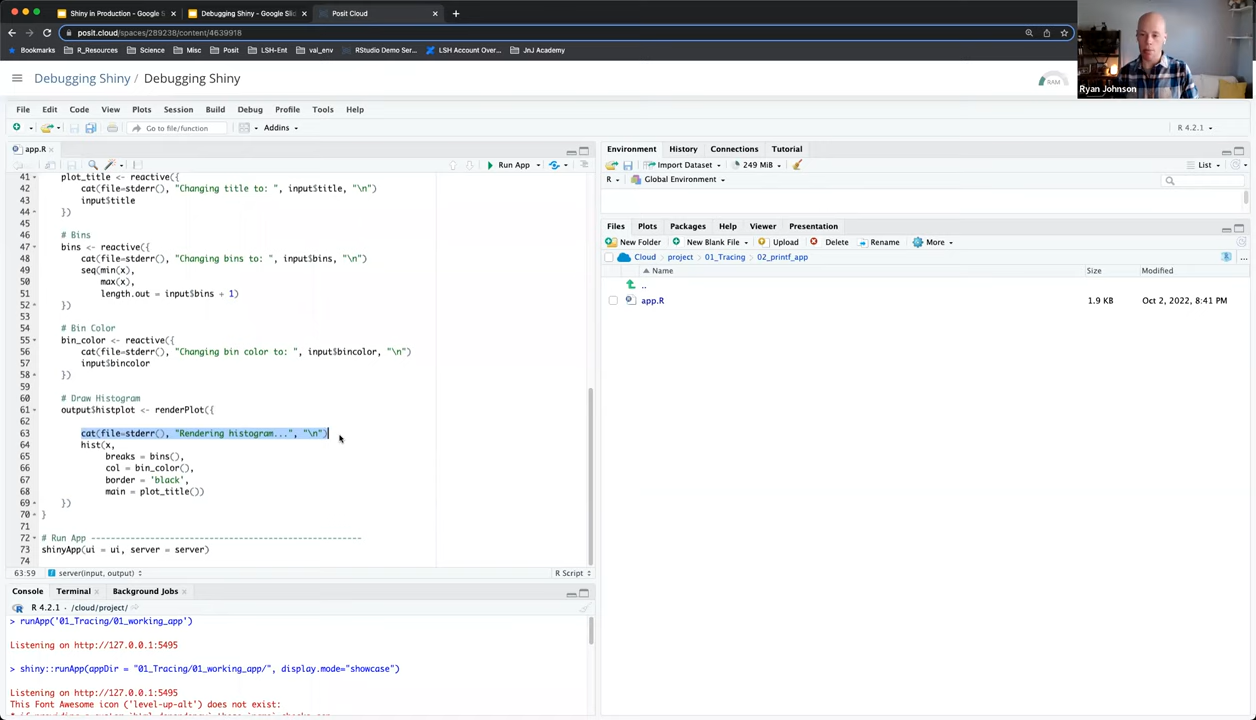 Shiny in Production - Google S
Debugging Shiny - Google Slid
Posit Cloud
posit.cloud/spaces/289238/content/4639918
Bookmarks
R_Resources
Science
Misc
Posit
LSH-Ent
vai_env
RStudio Demo Ser...
LSH Account Over...
JnJ Academy
Ryan Johnson
Debugging Shiny / Debugging Shiny
RAM
File Edit Code View Plots Session Build Debug Profile Tools Help
Go to file/function
Addins
R 4.2.1
app.R
Run App
41 plot_title <- reactive({
42 cat(file=stderr(), "Changing title to: ", input$title, "\n")
43 input$title
44 })
45
46 # Bins
47 bins <- reactive({
48 cat(file=stderr(), "Changing bins to: ", input$bins, "\n")
49 seq(min(x),
50 max(x),
51 length.out = input$bins + 1)
52 })
53
54 # Bin Color
55 bin_color <- reactive({
56 cat(file=stderr(), "Changing bin color to: ", input$bincolor, "\n")
57 input$bincolor
58 })
59
60 # Draw Histogram
61 output$histplot <- renderPlot({
62
63 cat(file=stderr(), "Rendering histogram...", "\n")
64 hist(x,
65 breaks = bins(),
66 col = bin_color(),
67 border = 'black',
68 main = plot_title())
69 })
70 }
71
72 # Run App ----------------------------------------------------------
73 shinyApp(ui = ui, server = server)
74
63:59
server(input, output)
R Script
Console Terminal Background Jobs
R 4.2.1 · /cloud/project/
> runApp('01_Tracing/01_working_app')
Listening on http://127.0.0.1:5495
> shiny::runApp(appDir = "01_Tracing/01_working_app/", display.mode="showcase")
Listening on http://127.0.0.1:5495
This Font Awesome icon ('level-up-alt') does not exist:
Environment History Connections Tutorial
Import Dataset
249 MiB
List
R
Global Environment
Files Plots Packages Help Viewer Presentation
New Folder
New Blank File
Upload
Delete
Rename
More
Cloud project 01_Tracing 02_printf_app
...
Name
Size
Modified
..
app.R
1.9 KB
Oct 2, 2022, 8:41 PM